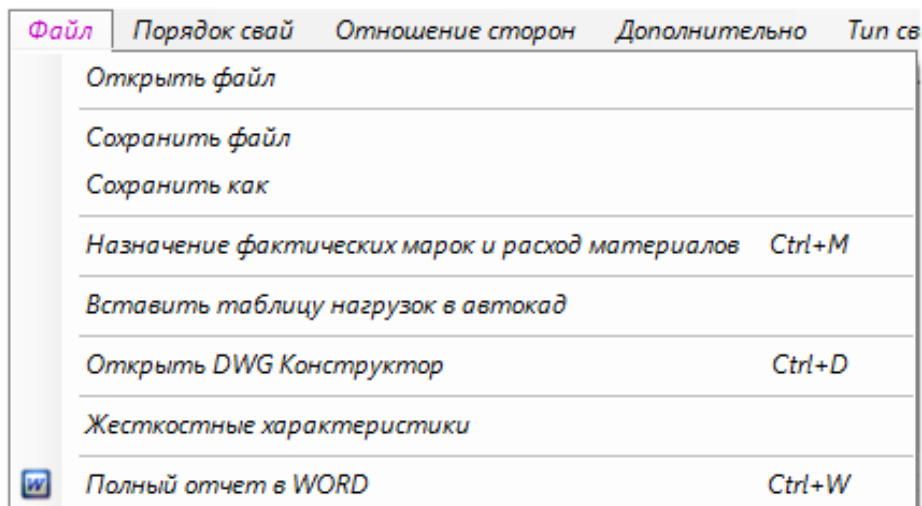 Файл Порядок свай Отношение сторон Дополнительно Тип св
Открыть файл
Сохранить файл
Сохранить как
Назначение фактических марок и расход материалов Ctrl+M
Вставить таблицу нагрузок в автокад
Открыть DWG Конструктор Ctrl+D
Жесткостные характеристики
Полный отчет в WORD Ctrl+W